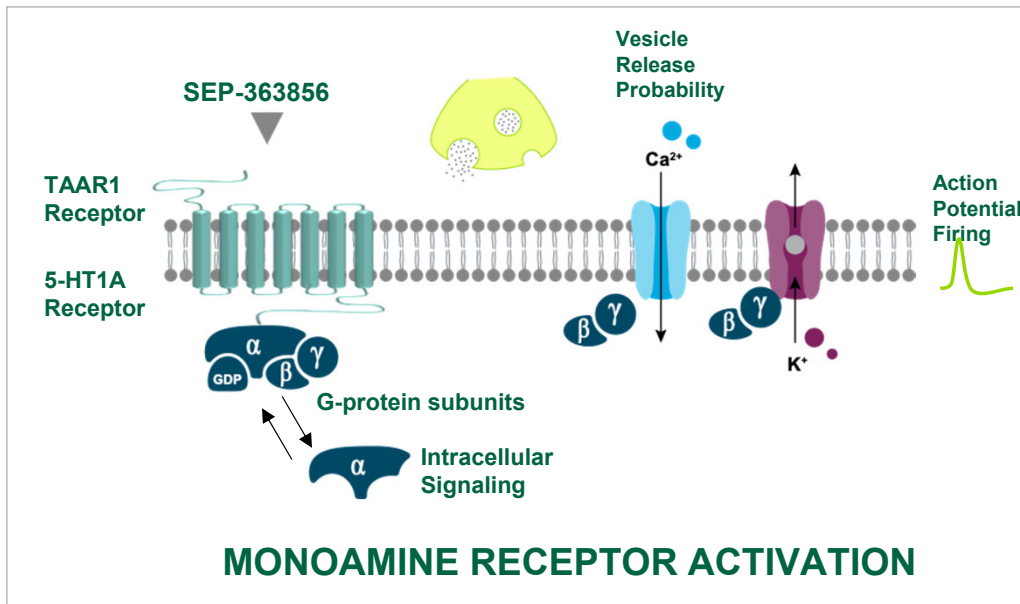 Vesicle
Release
Probability
SEP-363856
Ca²⁺
TAAR1
Receptor
Action
Potential
Firing
5-HT1A
Receptor
α
GDP
β
γ
β
γ
β
γ
K⁺
G-protein subunits
α
Intracellular
Signaling
MONOAMINE RECEPTOR ACTIVATION